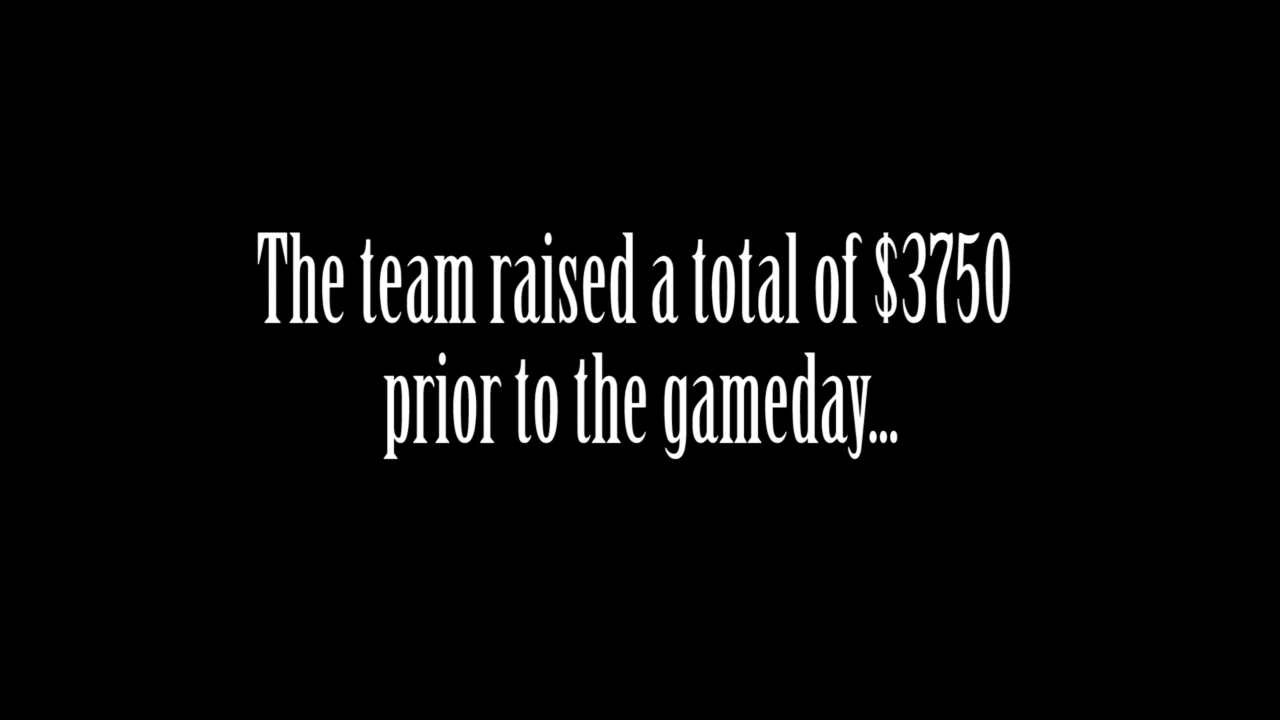 The team raised a total of $3750
prior to the gameday...